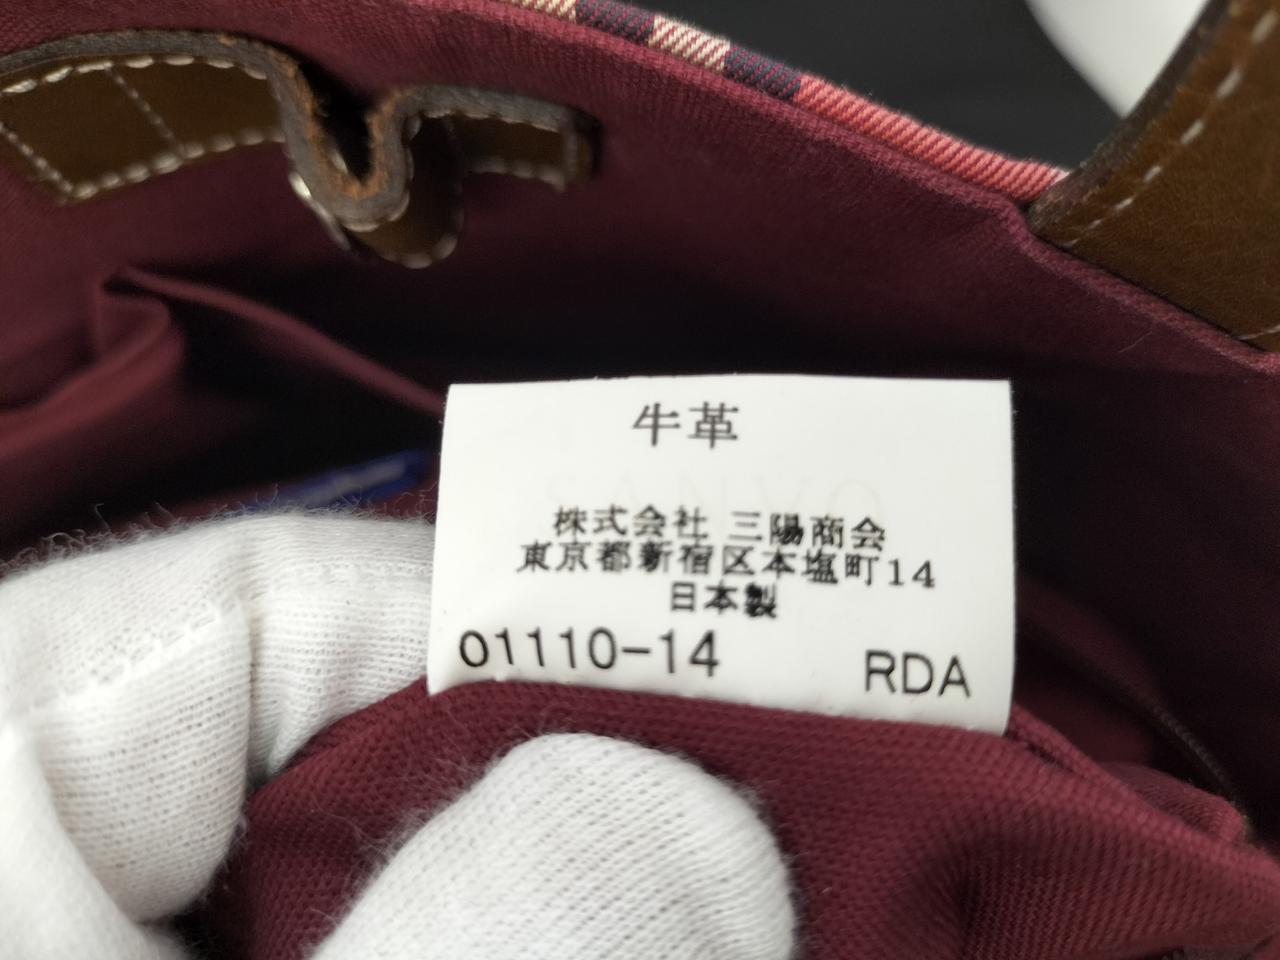 牛革
SANYO
株式会社 三陽商会
東京都新宿区本塩町14
日本製
01110-14 RDA